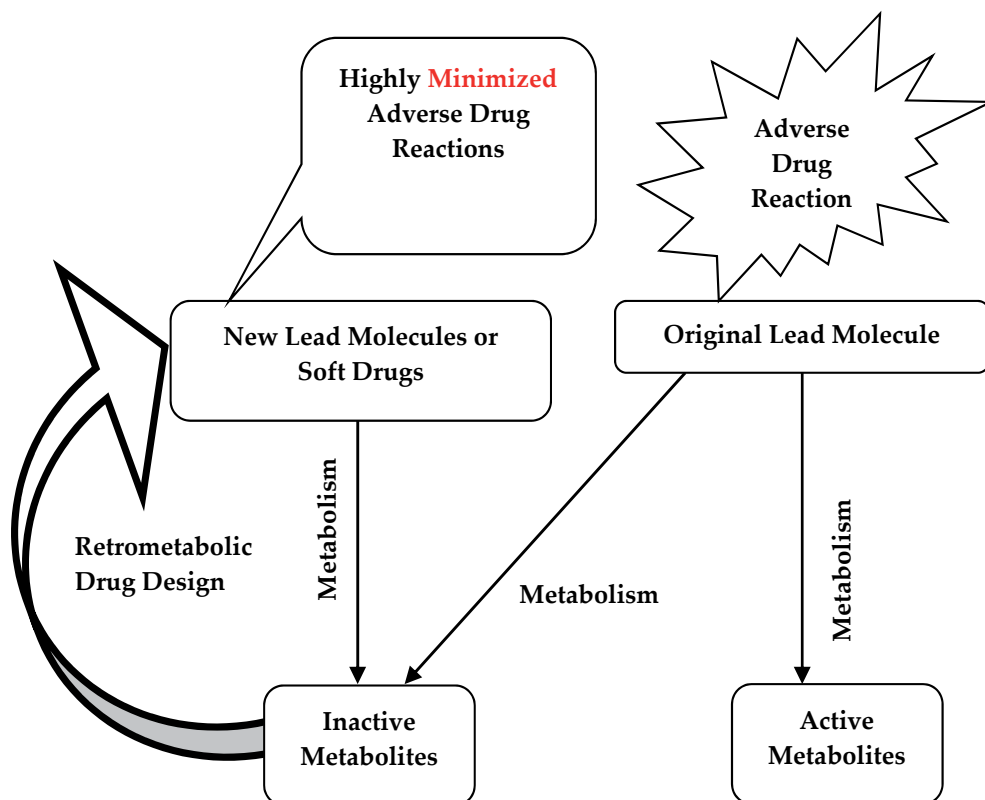 Highly Minimized
Adverse Drug
Reactions
Adverse
Drug
Reaction
New Lead Molecules or
Soft Drugs
Original Lead Molecule
Metabolism
Retrometabolic
Drug Design
Metabolism
Metabolism
Inactive
Metabolites
Active
Metabolites